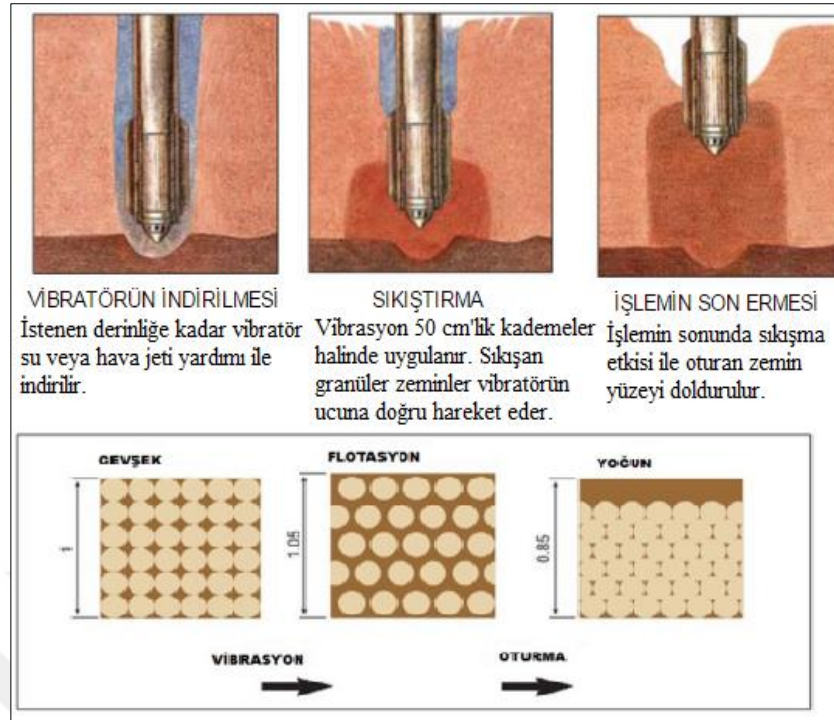 VİBRATÖRÜN İNDİRİLMESİ
İstenen derinliğe kadar vibratör
su veya hava jeti yardımı ile
indirilir.
SIKIŞTIRMA
Vibrasyon 50 cm'lik kademeler
halinde uygulanır. Sıkışan
granüler zeminler vibratörün
ucuna doğru hareket eder.
İŞLEMİN SON ERMESİ
İşlemin sonunda sıkışma
etkisi ile oturan zemin
yüzeyi doldurulur.
GEVŞEK
FLOTASYON
YOĞUN
1
1.05
0.85
VİBRASYON
OTURMA